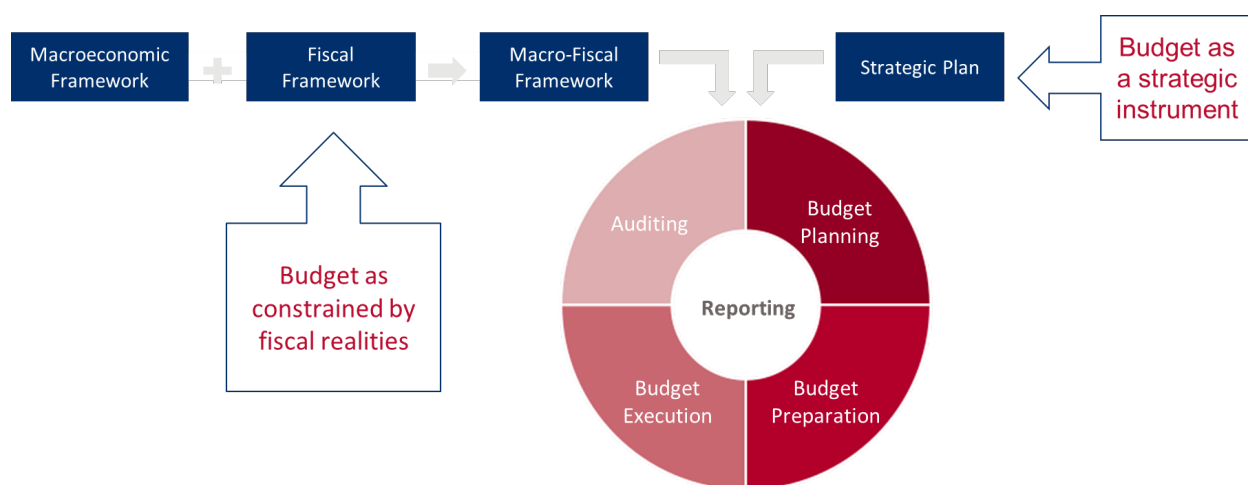 Macroeconomic
Framework
Fiscal
Framework
Macro-Fiscal
Framework
Strategic Plan
Budget as
a strategic
instrument
Budget as
constrained by
fiscal realities
Auditing
Budget
Planning
Reporting
Budget
Execution
Budget
Preparation